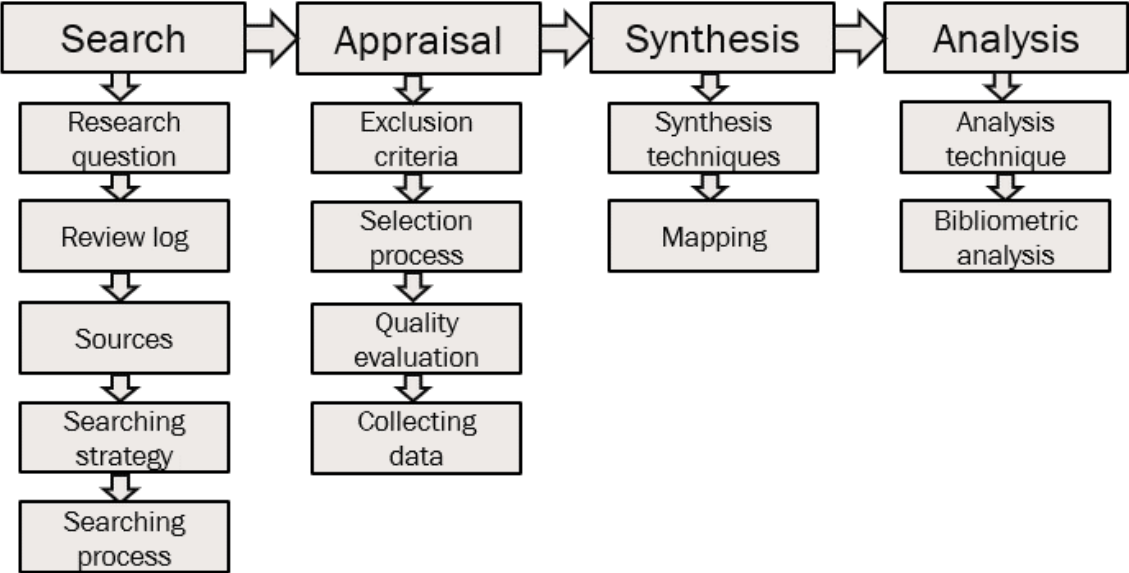 Search
Appraisal
Synthesis
Analysis
Research
question
Review log
Sources
Searching
strategy
Searching
process
Exclusion
criteria
Selection
process
Quality
evaluation
Collecting
data
Synthesis
techniques
Mapping
Analysis
technique
Bibliometric
analysis